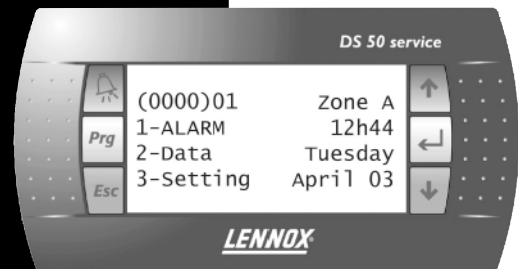 DS 50 service
(0000)01 Zone A
1-ALARM 12h44
Prg
2-Data Tuesday
3-Setting April 03
Esc
LENNOX